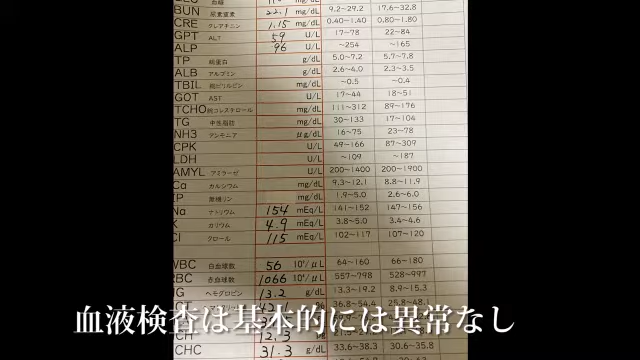 BUN 尿素窒素 22.1 mg/dL 9.2~29.2 17.6~32.8
CRE クレアチニン 1.15 mg/dL 0.40~1.40 0.80~1.80
GPT ALT 59 U/L 17~78 22~84
ALP 96 U/L ~254 ~165
TP 総蛋白 g/dL 5.0~7.2 5.7~7.8
ALB アルブミン g/dL 2.6~4.0 2.3~3.5
TBIL 総ビリルビン mg/dL ~0.5 ~0.4
GOT AST U/L 17~44 18~51
TCHO 総コレステロール mg/dL 111~312 89~176
TG 中性脂肪 mg/dL 30~133 17~104
NH3 アンモニア μg/dL 16~75 23~78
CPK U/L 49~166 87~309
LDH U/L ~109 ~187
AMYL アミラーゼ U/L 200~1400 200~1900
Ca カルシウム mg/dL 9.3~12.1 8.8~11.9
IP 無機リン mg/dL 1.9~5.0 2.6~6.0
Na ナトリウム 154 mEq/L 141~152 147~156
K カリウム 4.9 mEq/L 3.8~5.0 3.4~4.6
Cl クロール 115 mEq/L 102~117 107~120
WBC 白血球数 56 10²/μL 64~160 66~180
RBC 赤血球数 1066 10⁴/μL 557~798 528~997
HG ヘモグロビン 13.2 g/dL 13.3~19.2 8.9~15.3
36.8~54.4 25.8~48.1
CH 12.3
CHC 31.3 g/dL 33.6~38.3 30.6~35.8
血液検査は基本的には異常なし